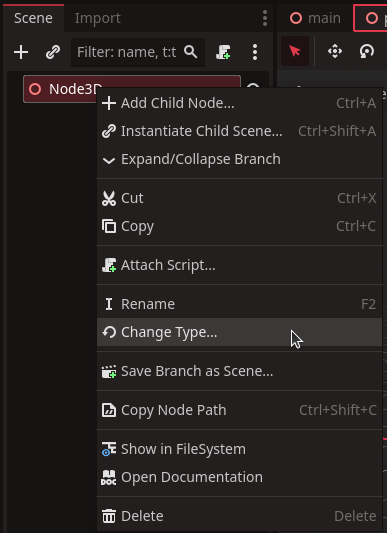 Scene Import main
Filter: name, t:t
Node3D
Add Child Node... Ctrl+A
Instantiate Child Scene... Ctrl+Shift+A
Expand/Collapse Branch
Cut Ctrl+X
Copy Ctrl+C
Attach Script...
Rename F2
Change Type...
Save Branch as Scene...
Copy Node Path Ctrl+Shift+C
Show in FileSystem
DOC Open Documentation
Delete Delete